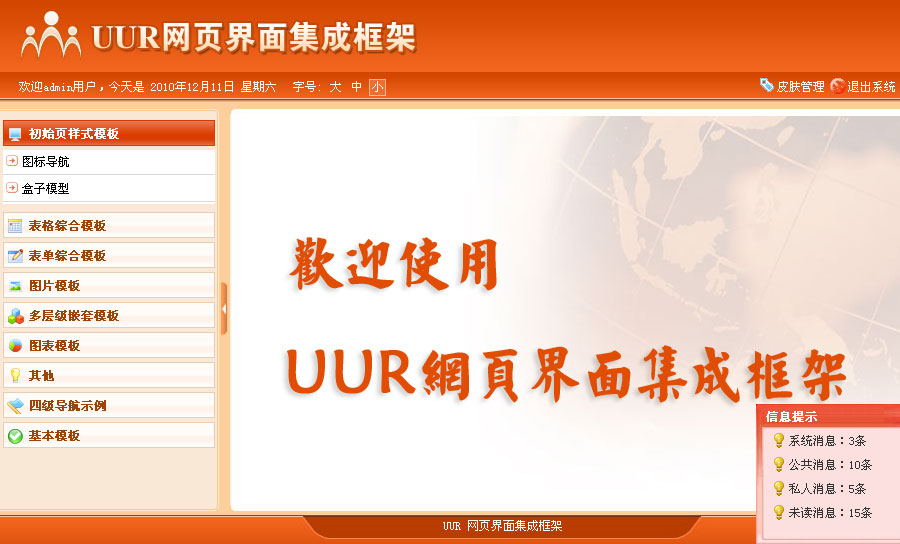 UUR网页界面集成框架
欢迎admin用户，今天是 2010年12月11日 星期六 字号: 大 中 小 皮肤管理 退出系统
初始页样式模板
图标导航
盒子模型
表格综合模板
表单综合模板
图片模板
多层级嵌套模板
图表模板
其他
四级导航示例
基本模板
歡迎使用
UUR網頁界面集成框架
信息提示
系统消息：3条
公共消息：10条
私人消息：5条
未读消息：15条
UUR 网页界面集成框架